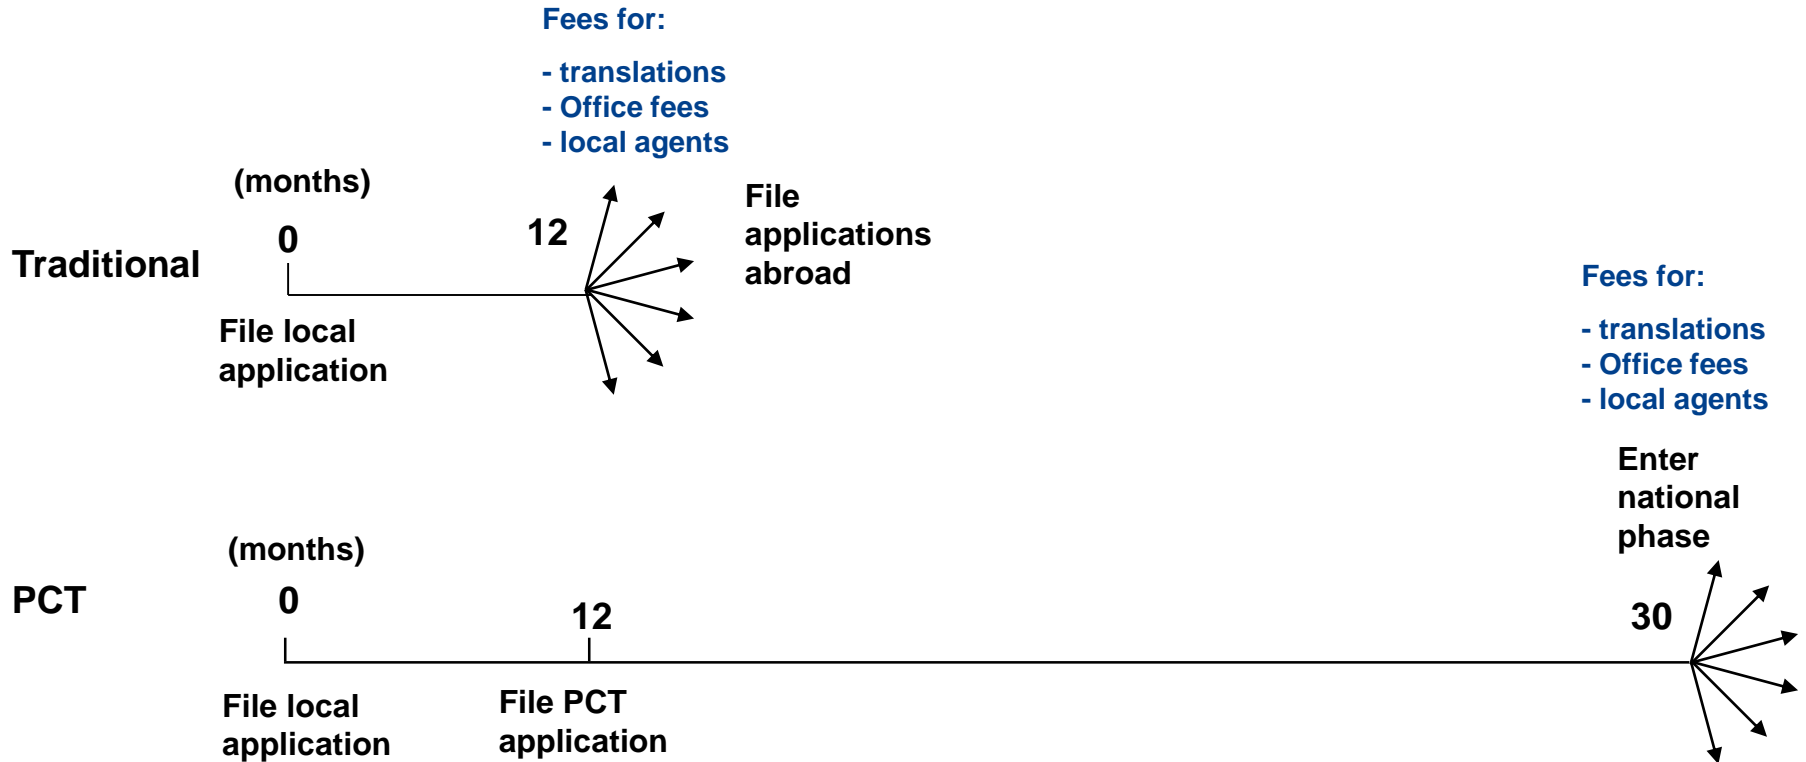 Fees for:
- translations
- Office fees
- local agents
(months)
0
12
File
applications
abroad
Traditional
File local
application
Fees for:
- translations
- Office fees
- local agents
Enter
national
phase
(months)
PCT
0
12
30
File local
application
File PCT
application